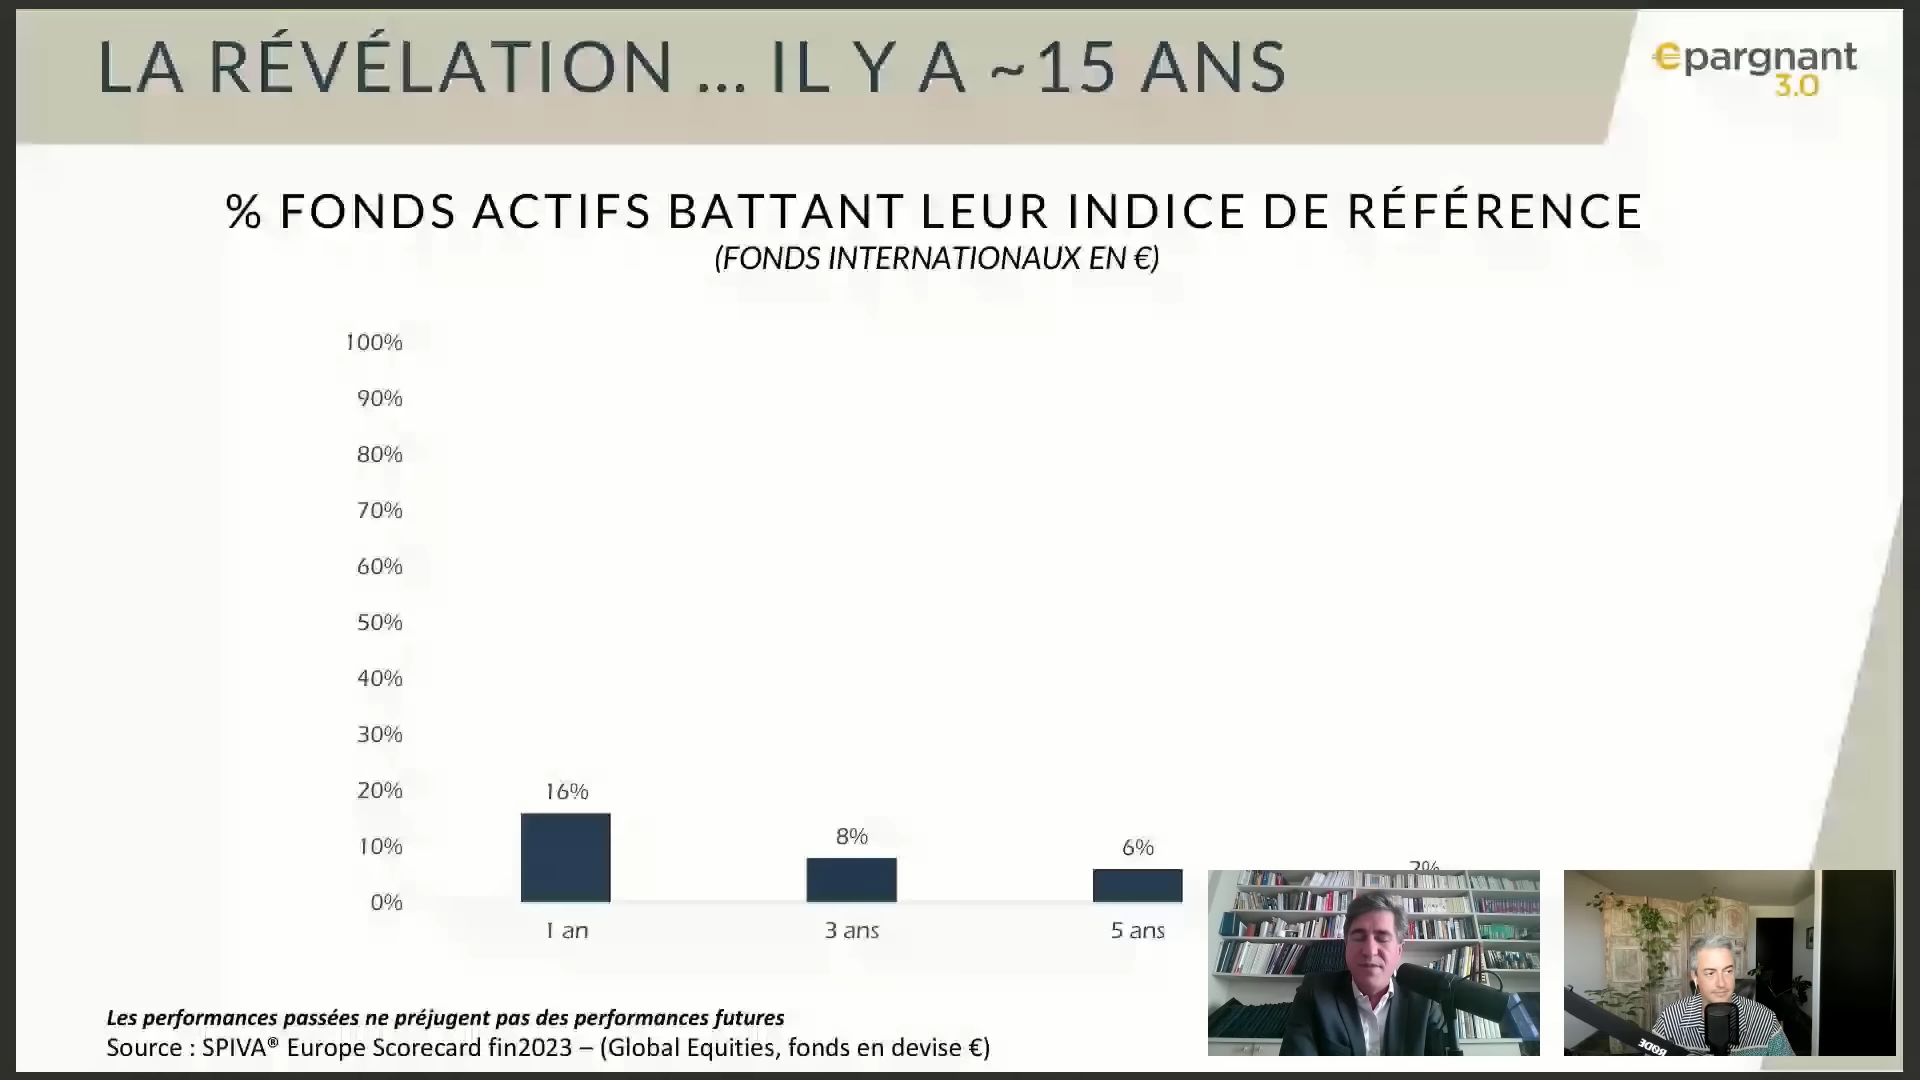 LA RÉVÉLATION ... IL Y A ~15 ANS
épargnant
3.0
% FONDS ACTIFS BATTANT LEUR INDICE DE RÉFÉRENCE
(FONDS INTERNATIONAUX EN €)
100%
90%
80%
70%
60%
50%
40%
30%
20%
10%
0%
16%
8%
6%
1 an
3 ans
5 ans
Les performances passées ne préjugent pas des performances futures
Source : SPIVA® Europe Scorecard fin2023 – (Global Equities, fonds en devise €)
RODE